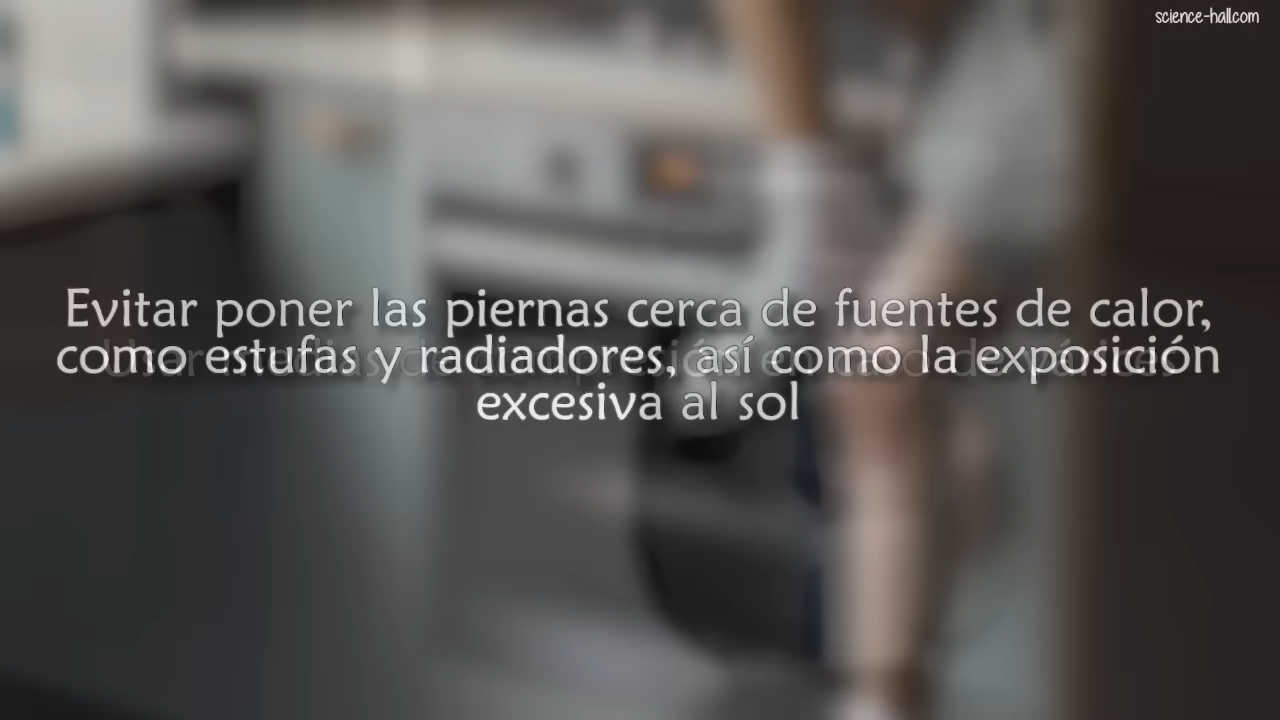 science-hall.com
Evitar poner las piernas cerca de fuentes de calor,
como estufas y radiadores, así como la exposición
excesiva al sol